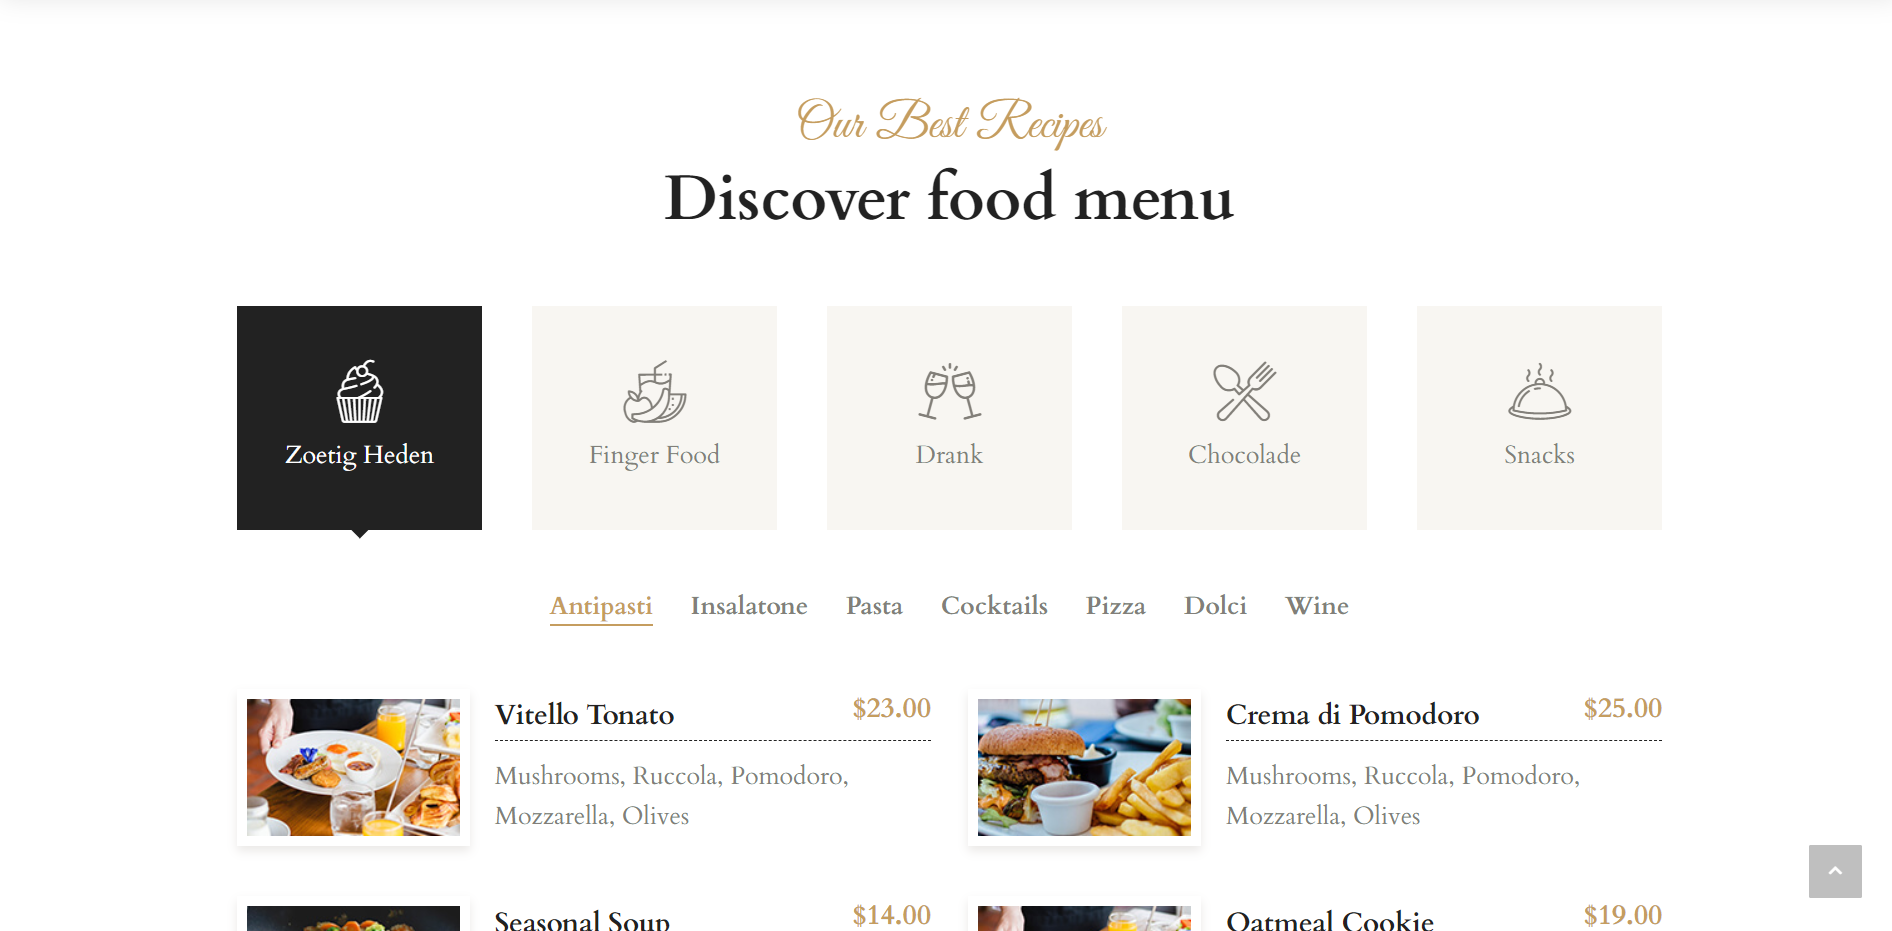 Our Best Recipes
Discover food menu
Zoetig Heden
Finger Food
Drank
Chocolade
Snacks
Antipasti Insalatone Pasta Cocktails Pizza Dolci Wine
Vitello Tonato $23.00
Mushrooms, Ruccola, Pomodoro,
Mozzarella, Olives
Crema di Pomodoro $25.00
Mushrooms, Ruccola, Pomodoro,
Mozzarella, Olives
Seasonal Soup $14.00
Oatmeal Cookie $19.00